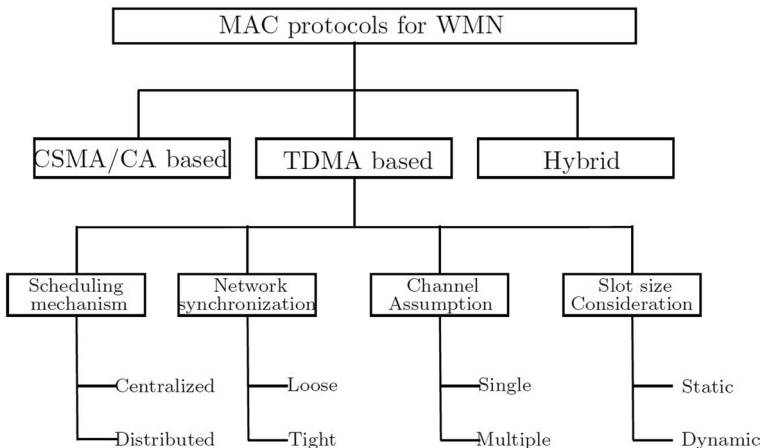 MAC protocols for WMN
CSMA/CA based
TDMA based
Hybrid
Scheduling
mechanism
Network
synchronization
Channel
Assumption
Slot size
Consideration
Centralized
Distributed
Loose
Tight
Single
Multiple
Static
Dynamic